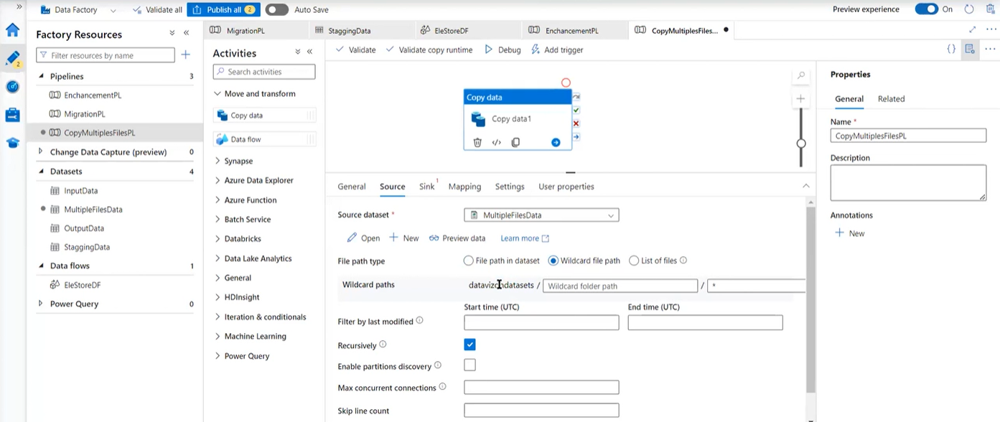 Data Factory
Validate all
Publish all 2
Auto Save
Preview experience
On
2
Factory Resources
Filter resources by name
Pipelines 3
EnchancementPL
MigrationPL
CopyMultiplesFilesPL
Change Data Capture (preview) 0
Datasets 4
InputData
MultipleFilesData
OutputData
StaggingData
Data flows 1
EleStoreDF
Power Query 0
MigrationPL
StaggingData
EleStoreDF
EnchancementPL
CopyMultiplesFiles...
Activities
Search activities
Move and transform
Copy data
Data flow
Synapse
Azure Data Explorer
Azure Function
Batch Service
Databricks
Data Lake Analytics
General
HDInsight
Iteration & conditionals
Machine Learning
Power Query
Validate
Validate copy runtime
Debug
Add trigger
Copy data
Copy data1
General
Source
Sink 1
Mapping
Settings
User properties
Source dataset *
MultipleFilesData
Open
New
Preview data
Learn more
File path type
File path in dataset
Wildcard file path
List of files
Wildcard paths
/
Wildcard folder path
/
*
Start time (UTC)
End time (UTC)
Filter by last modified
Recursively
Enable partitions discovery
Max concurrent connections
Skip line count
Properties
General
Related
Name *
CopyMultiplesFilesPL
Description
Annotations
New